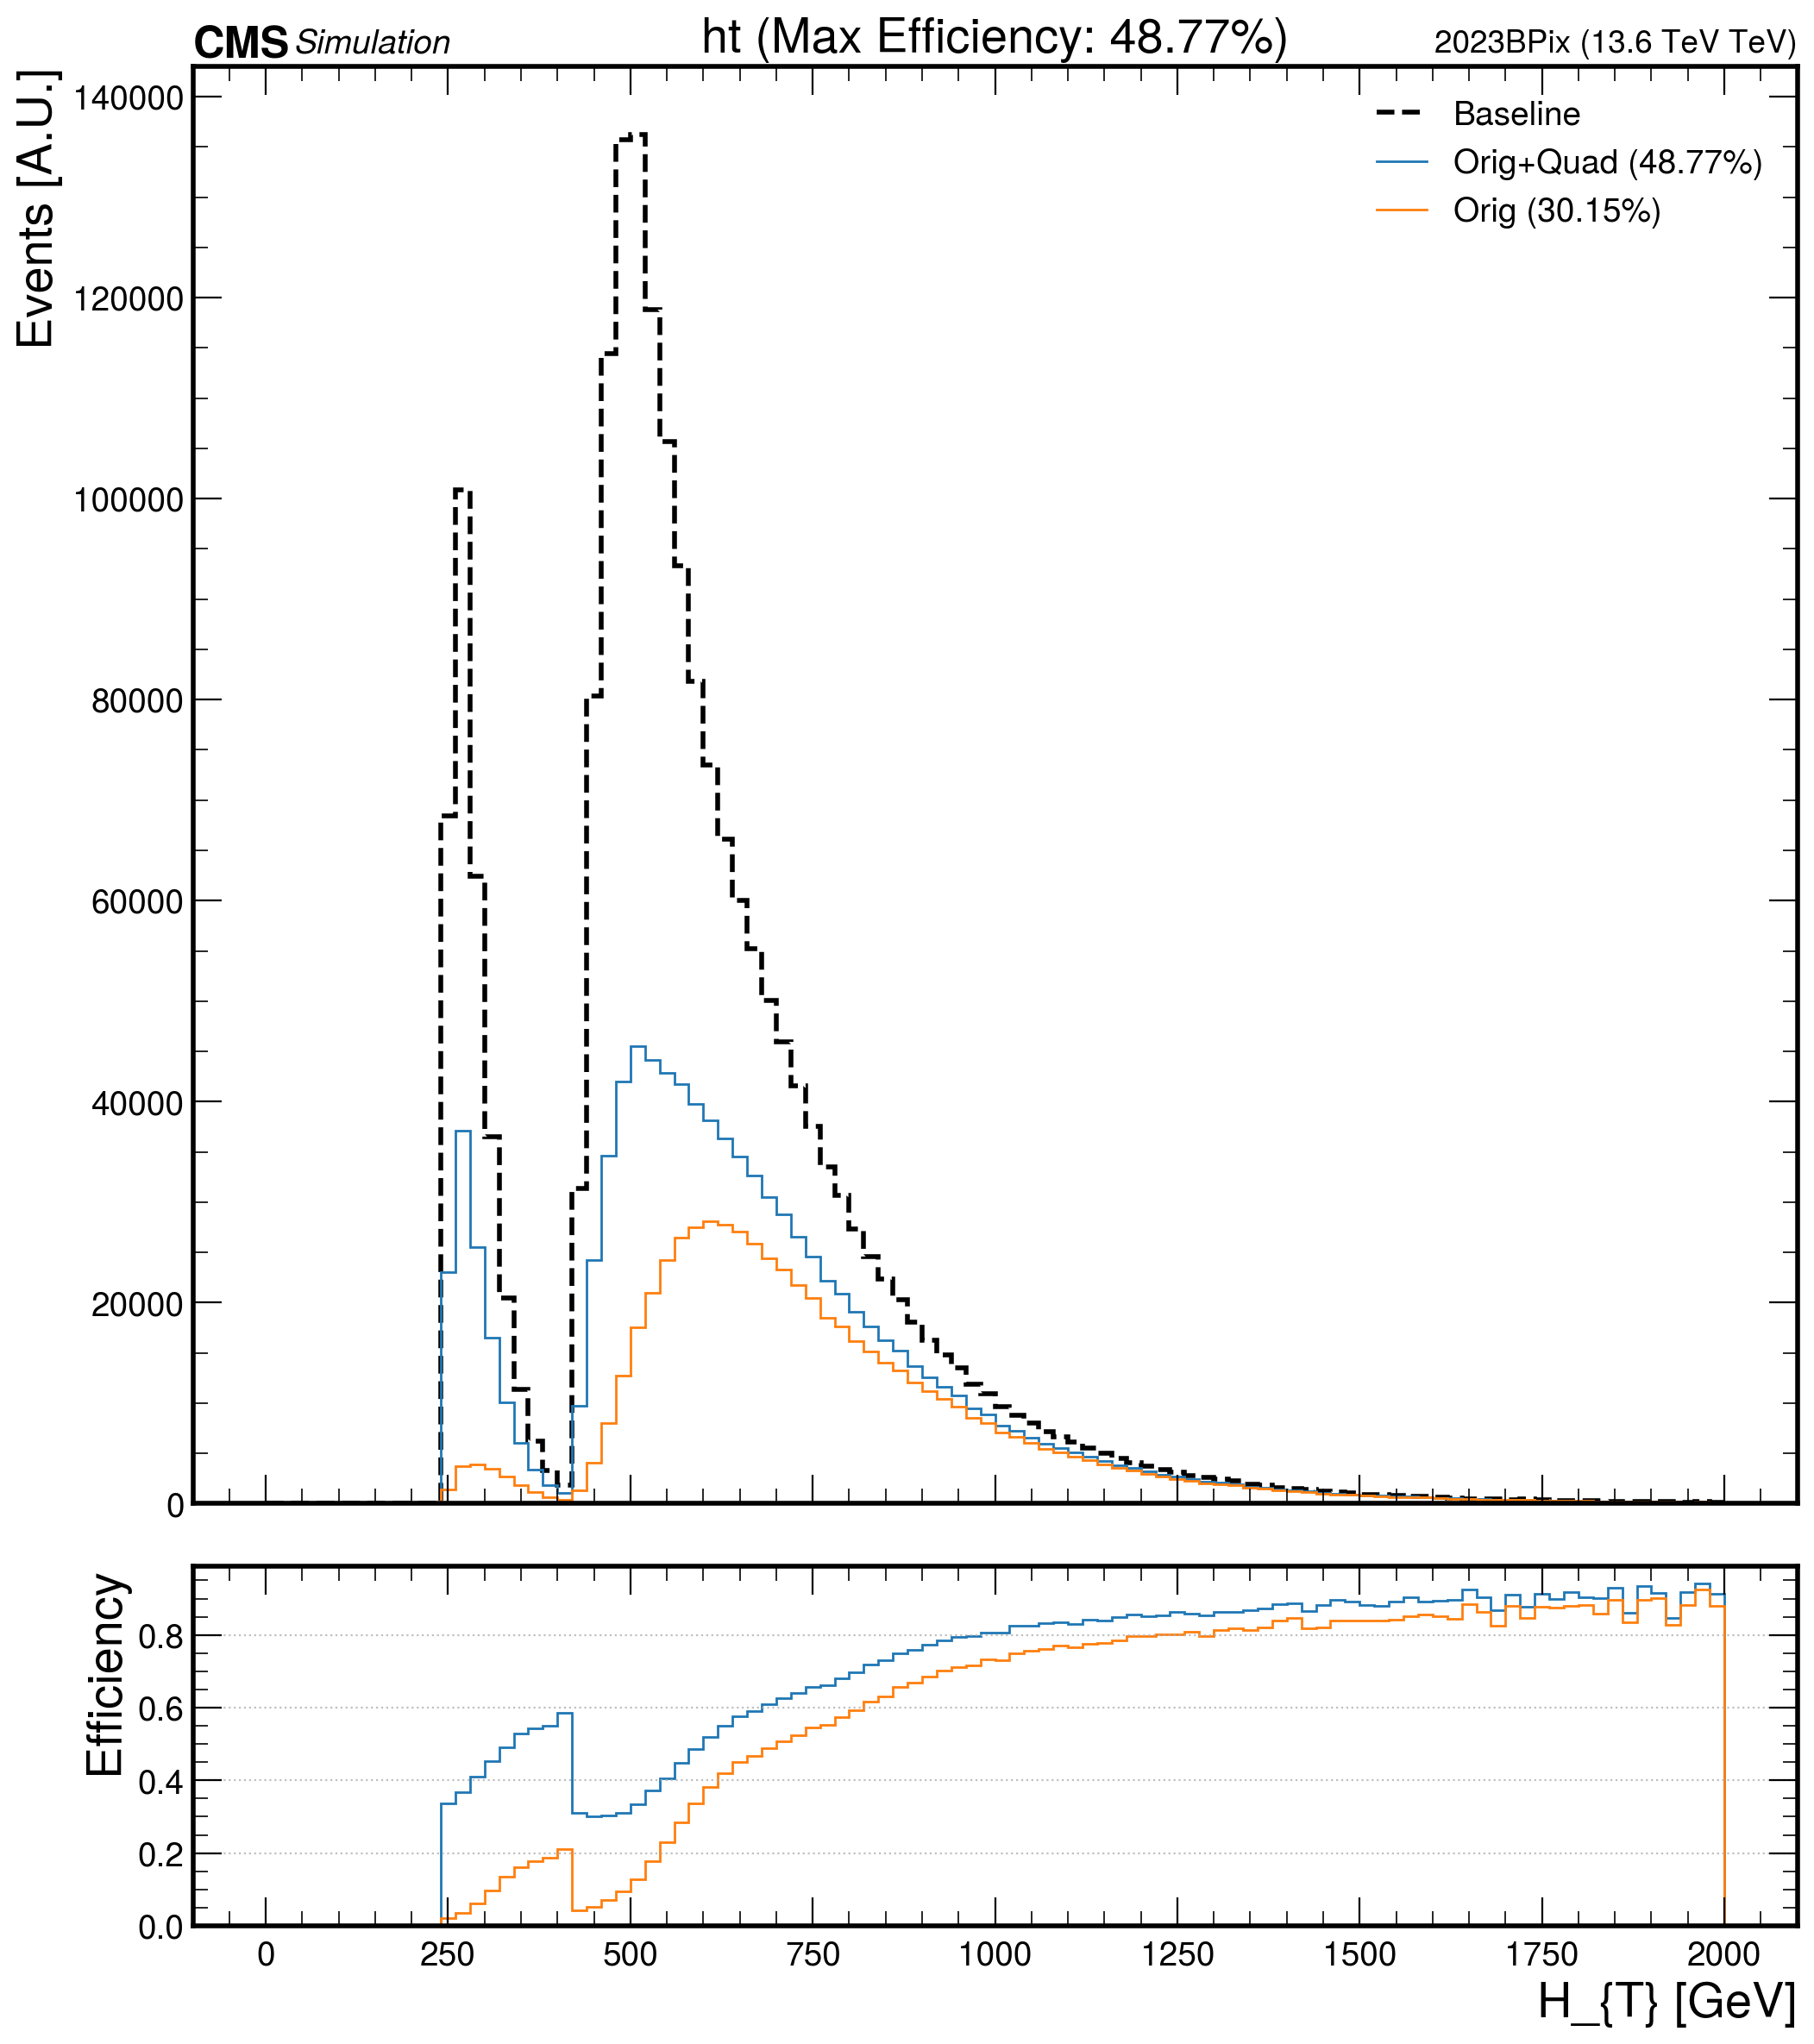 CMS Simulation
ht (Max Efficiency: 48.77%)
2023BPix (13.6 TeV TeV)
Events [A.U.]
140000
120000
100000
80000
60000
40000
20000
0
Baseline
Orig+Quad (48.77%)
Orig (30.15%)
Efficiency
0.8
0.6
0.4
0.2
0.0
0 250 500 750 1000 1250 1500 1750 2000
H_{T} [GeV]